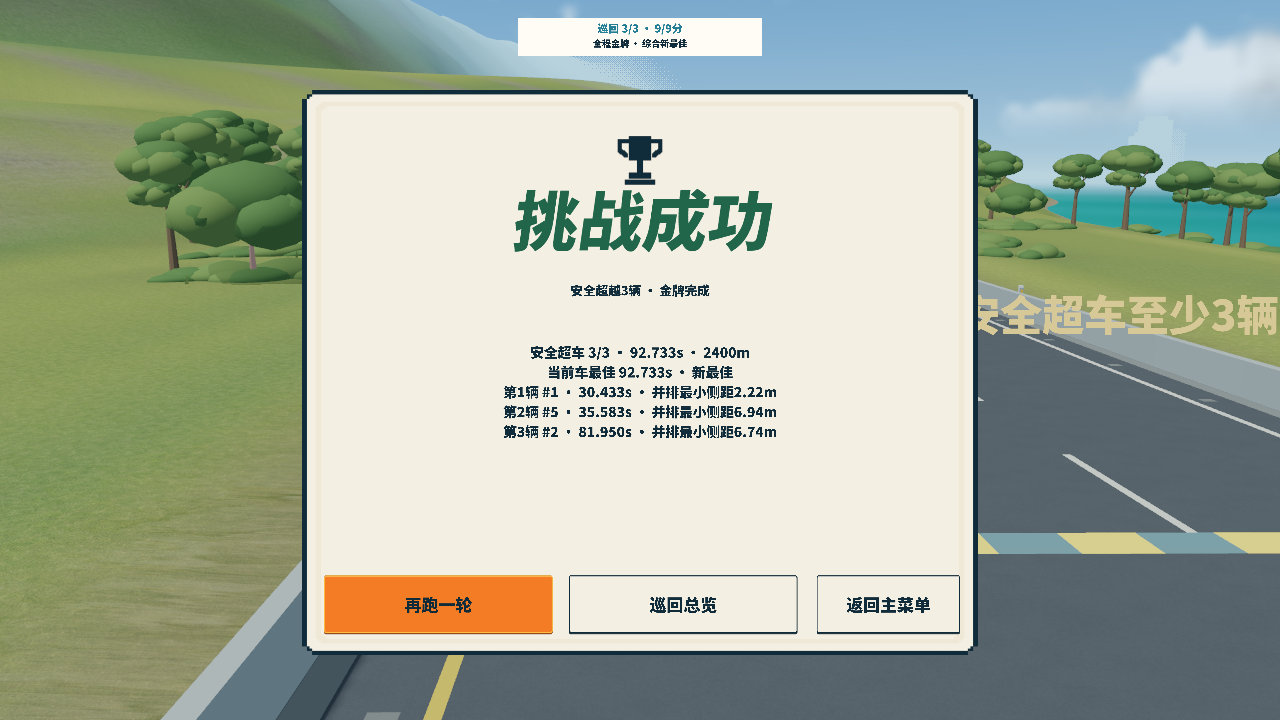 巡回 3/3 · 9/9分
全程金牌 · 综合新最佳
挑战成功
安全超越3辆 · 金牌完成
安全超车至少3辆
安全超车 3/3 · 92.733s · 2400m
当前车最佳 92.733s · 新最佳
第1辆 #1 · 30.433s · 并排最小侧距2.22m
第2辆 #5 · 35.583s · 并排最小侧距6.94m
第3辆 #2 · 81.950s · 并排最小侧距6.74m
再跑一轮
巡回总览
返回主菜单